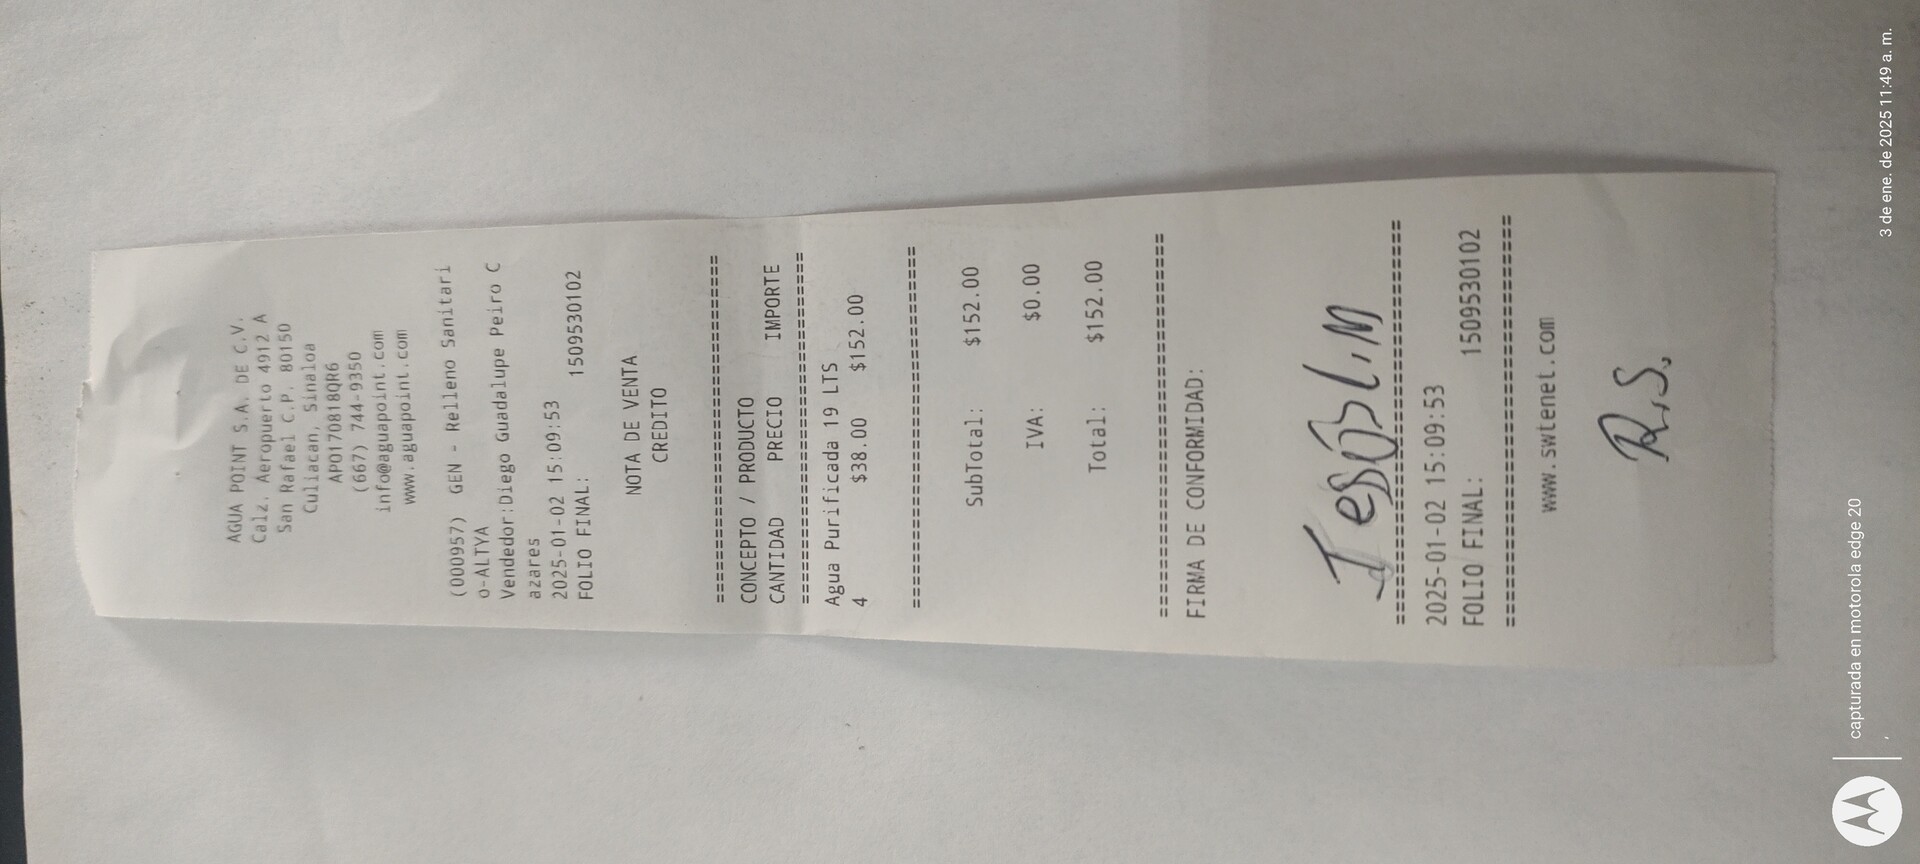 AGUA POINT S.A. DE C.V.
Calz. Aeropuerto 4912 A
San Rafael C.P. 80150
Culiacan, Sinaloa
APO170818QR6
(667) 744-9350
info@aguapoint.com
www.aguapoint.com
(000957) GEN - Relleno Sanitari
o-ALTYA
Vendedor:Diego Guadalupe Peiro C
azares
2025-01-02 15:09:53
FOLIO FINAL: 1509530102
NOTA DE VENTA
CREDITO
================================
CONCEPTO / PRODUCTO
CANTIDAD PRECIO IMPORTE
================================
Agua Purificada 19 LTS
4 $38.00 $152.00
================================
SubTotal: $152.00
IVA: $0.00
Total: $152.00
================================
FIRMA DE CONFORMIDAD:
Jesús L.M
================================
2025-01-02 15:09:53
FOLIO FINAL: 1509530102
================================
www.swtenet.com
R.S.
capturada en motorola edge 20
3 de ene. de 2025 11:49 a. m.